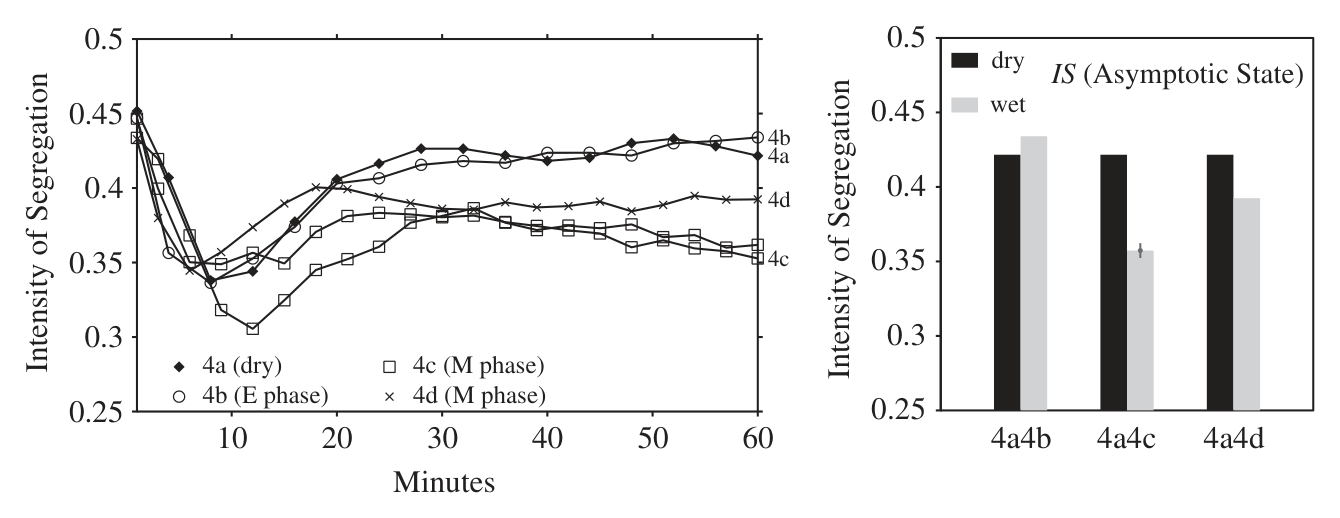 0.5
0.45
0.4
0.35
0.3
0.25
Intensity of Segregation
4b
4a
4d
4c
4a (dry)
4c (M phase)
4b (E phase)
4d (M phase)
10 20 30 40 50 60
Minutes
0.5
0.45
0.4
0.35
0.3
0.25
Intensity of Segregation
dry
wet
IS (Asymptotic State)
4a4b 4a4c 4a4d